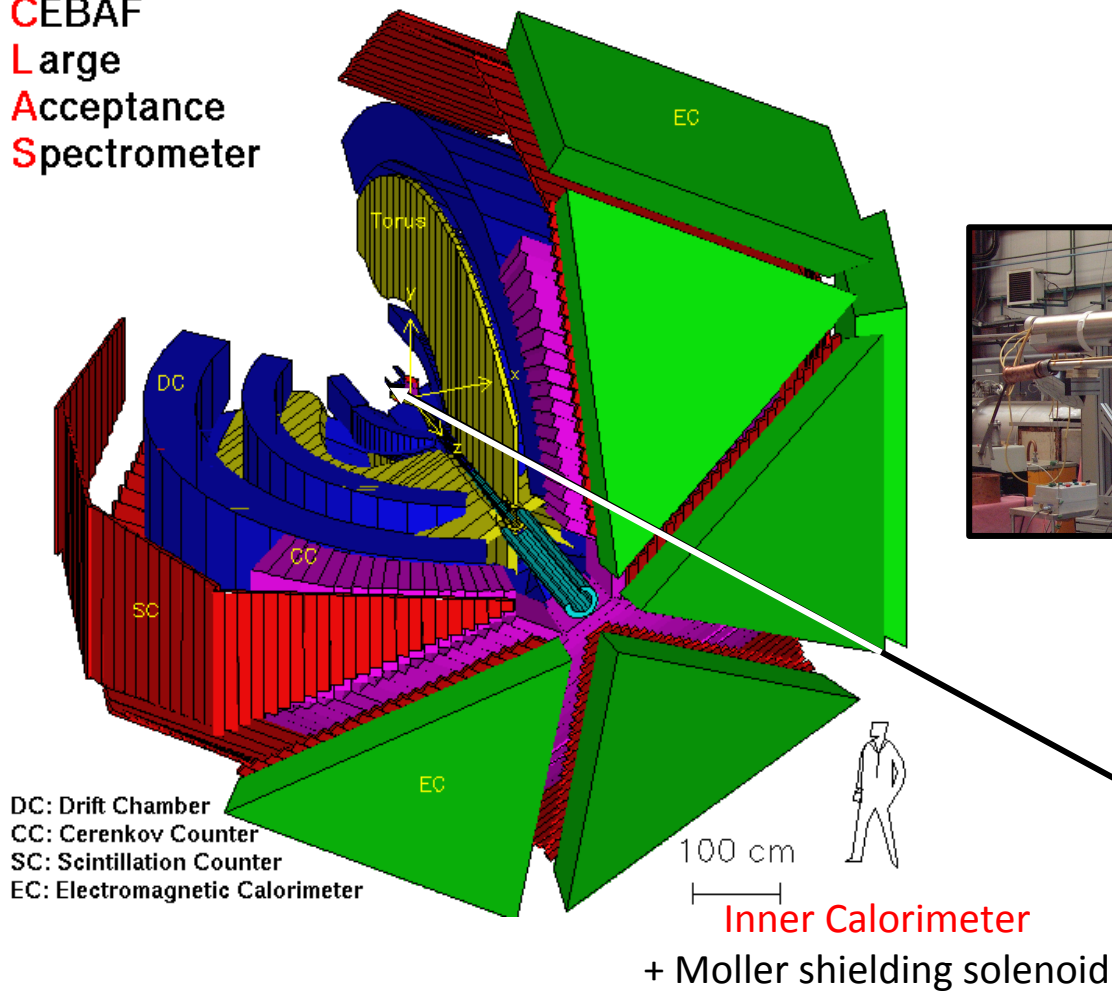 CEBAF
Large
Acceptance
Spectrometer
EC
Torus
y
x
DC
z
CC
SC
EC
DC: Drift Chamber
CC: Cerenkov Counter
SC: Scintillation Counter
EC: Electromagnetic Calorimeter
100 cm
Inner Calorimeter
+ Moller shielding solenoid